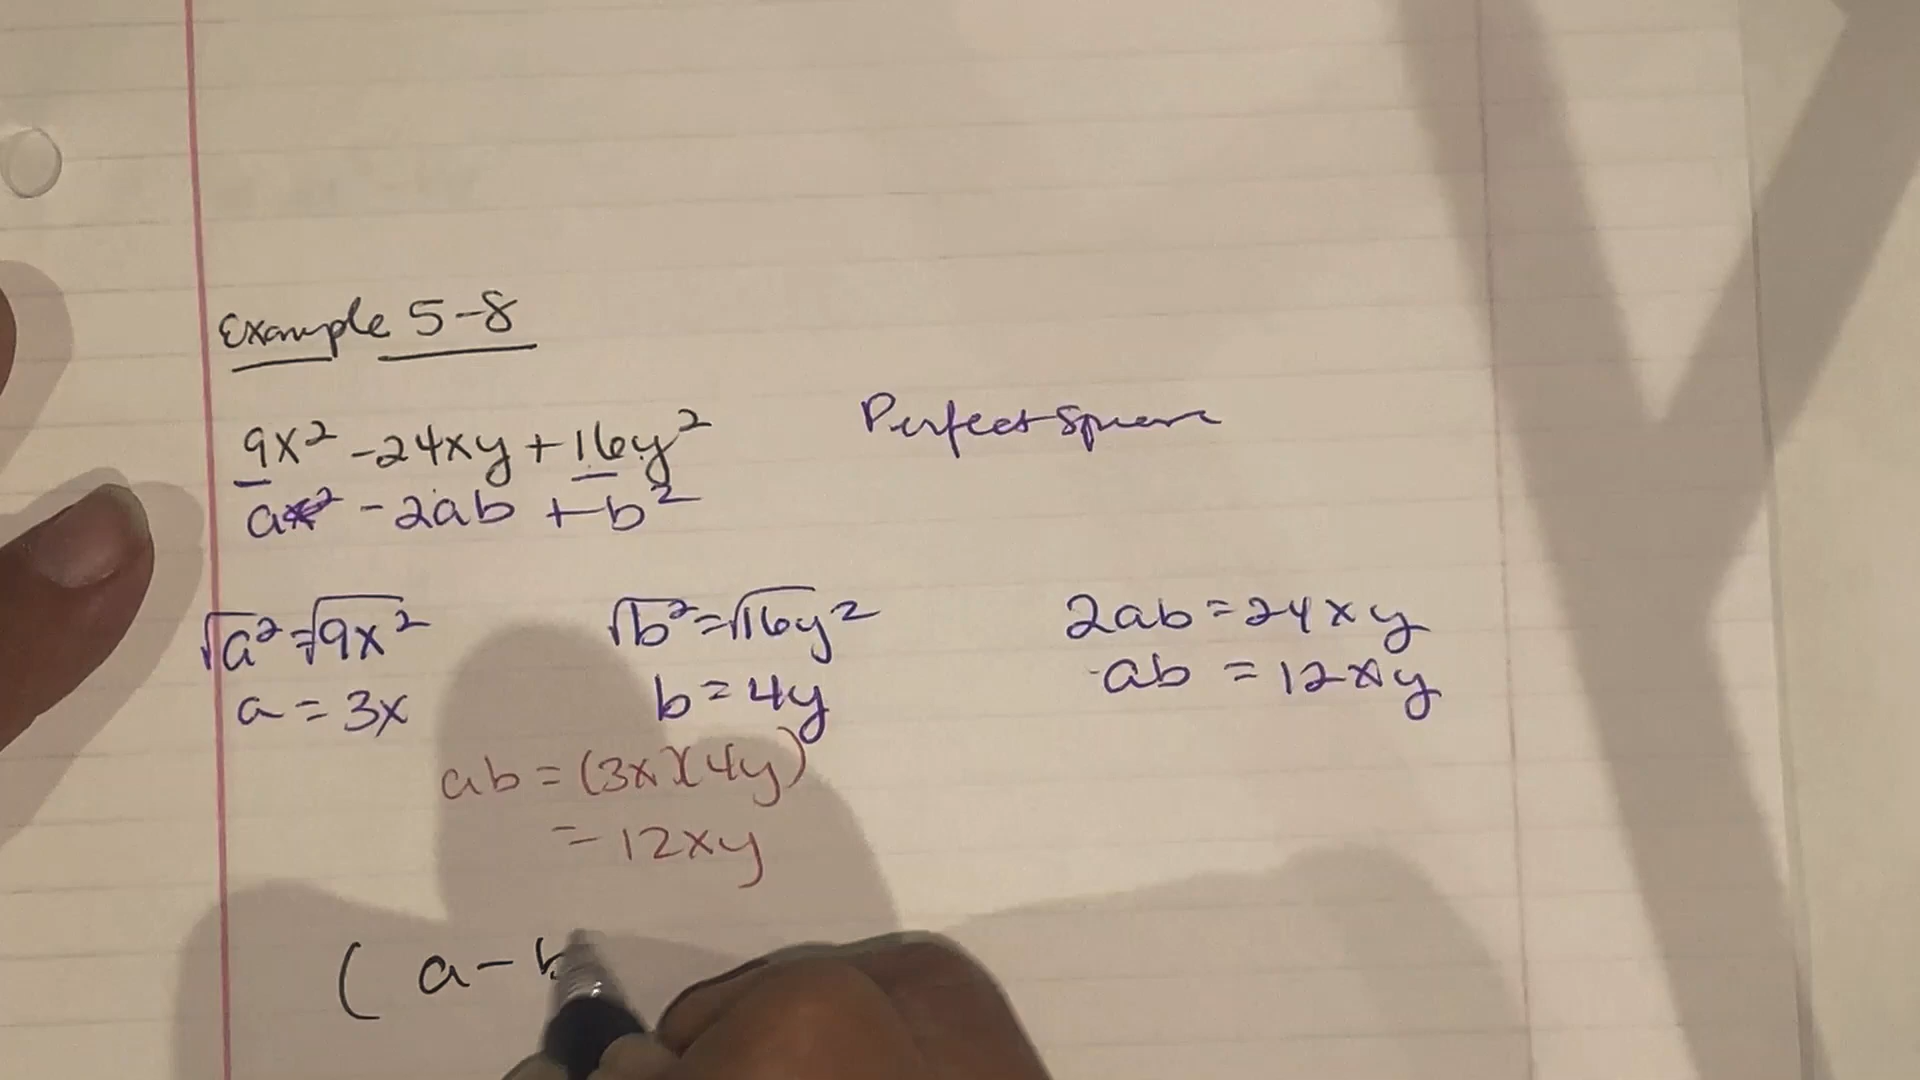 Example 5-8
9x² -24xy +16y² Perfect Square
a² -2ab +b²
√a² =√9x² √b² =√16y² 2ab = 24xy
a = 3x b = 4y ab = 12xy
ab = (3x)(4y)
= 12xy
( a - b